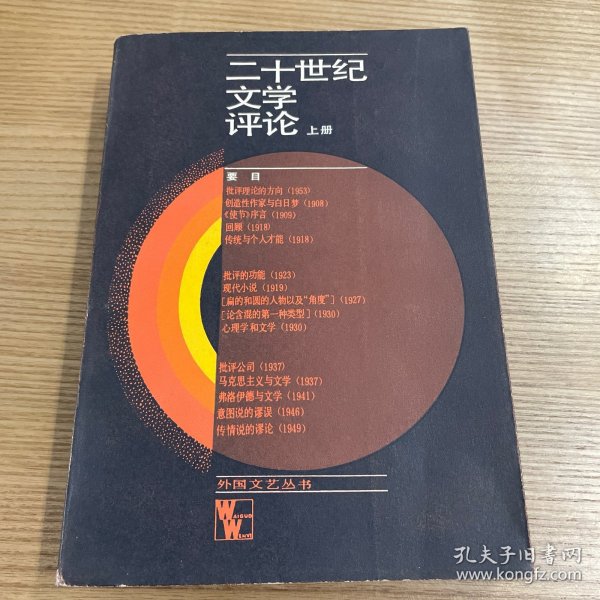 二十世纪
文学
评论 上册
要目
批评理论的方向（1953）
创造性作家与白日梦（1908）
《使节》序言（1909）
回顾（1918）
传统与个人才能（1918）
批评的功能（1923）
现代小说（1919）
［扁的和圆的人物以及“角度”］（1927）
［论含混的第一种类型］（1930）
心理学和文学（1930）
批评公司（1937）
马克思主义与文学（1937）
弗洛伊德与文学（1941）
意图说的谬误（1946）
传情说的谬论（1949）
外国文艺丛书
WAIGUO
WENYI
孔夫子旧书网
www.kongfz.com